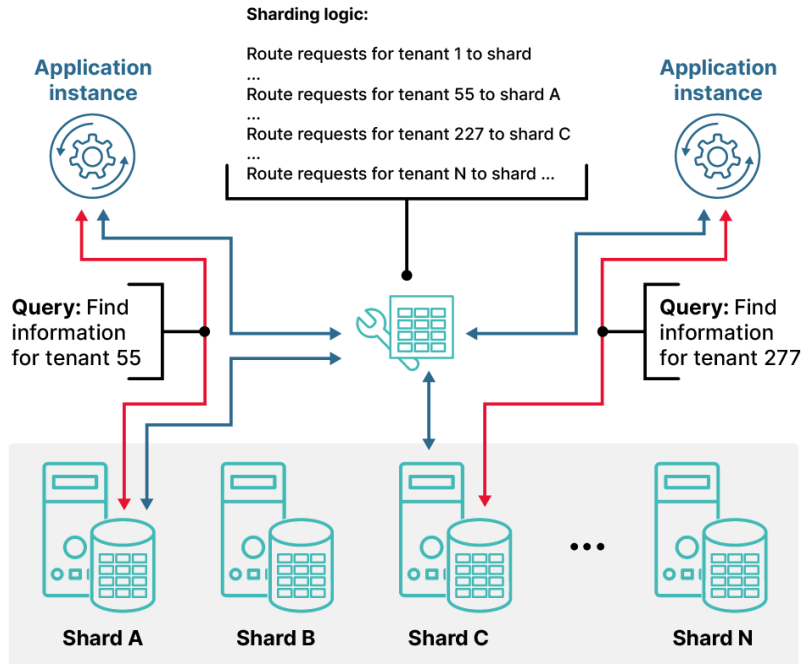 Sharding logic:
Route requests for tenant 1 to shard
...
Route requests for tenant 55 to shard A
...
Route requests for tenant 227 to shard C
...
Route requests for tenant N to shard ...
Application
instance
Application
instance
Query: Find
information
for tenant 55
Query: Find
information
for tenant 277
Shard A
Shard B
Shard C
...
Shard N